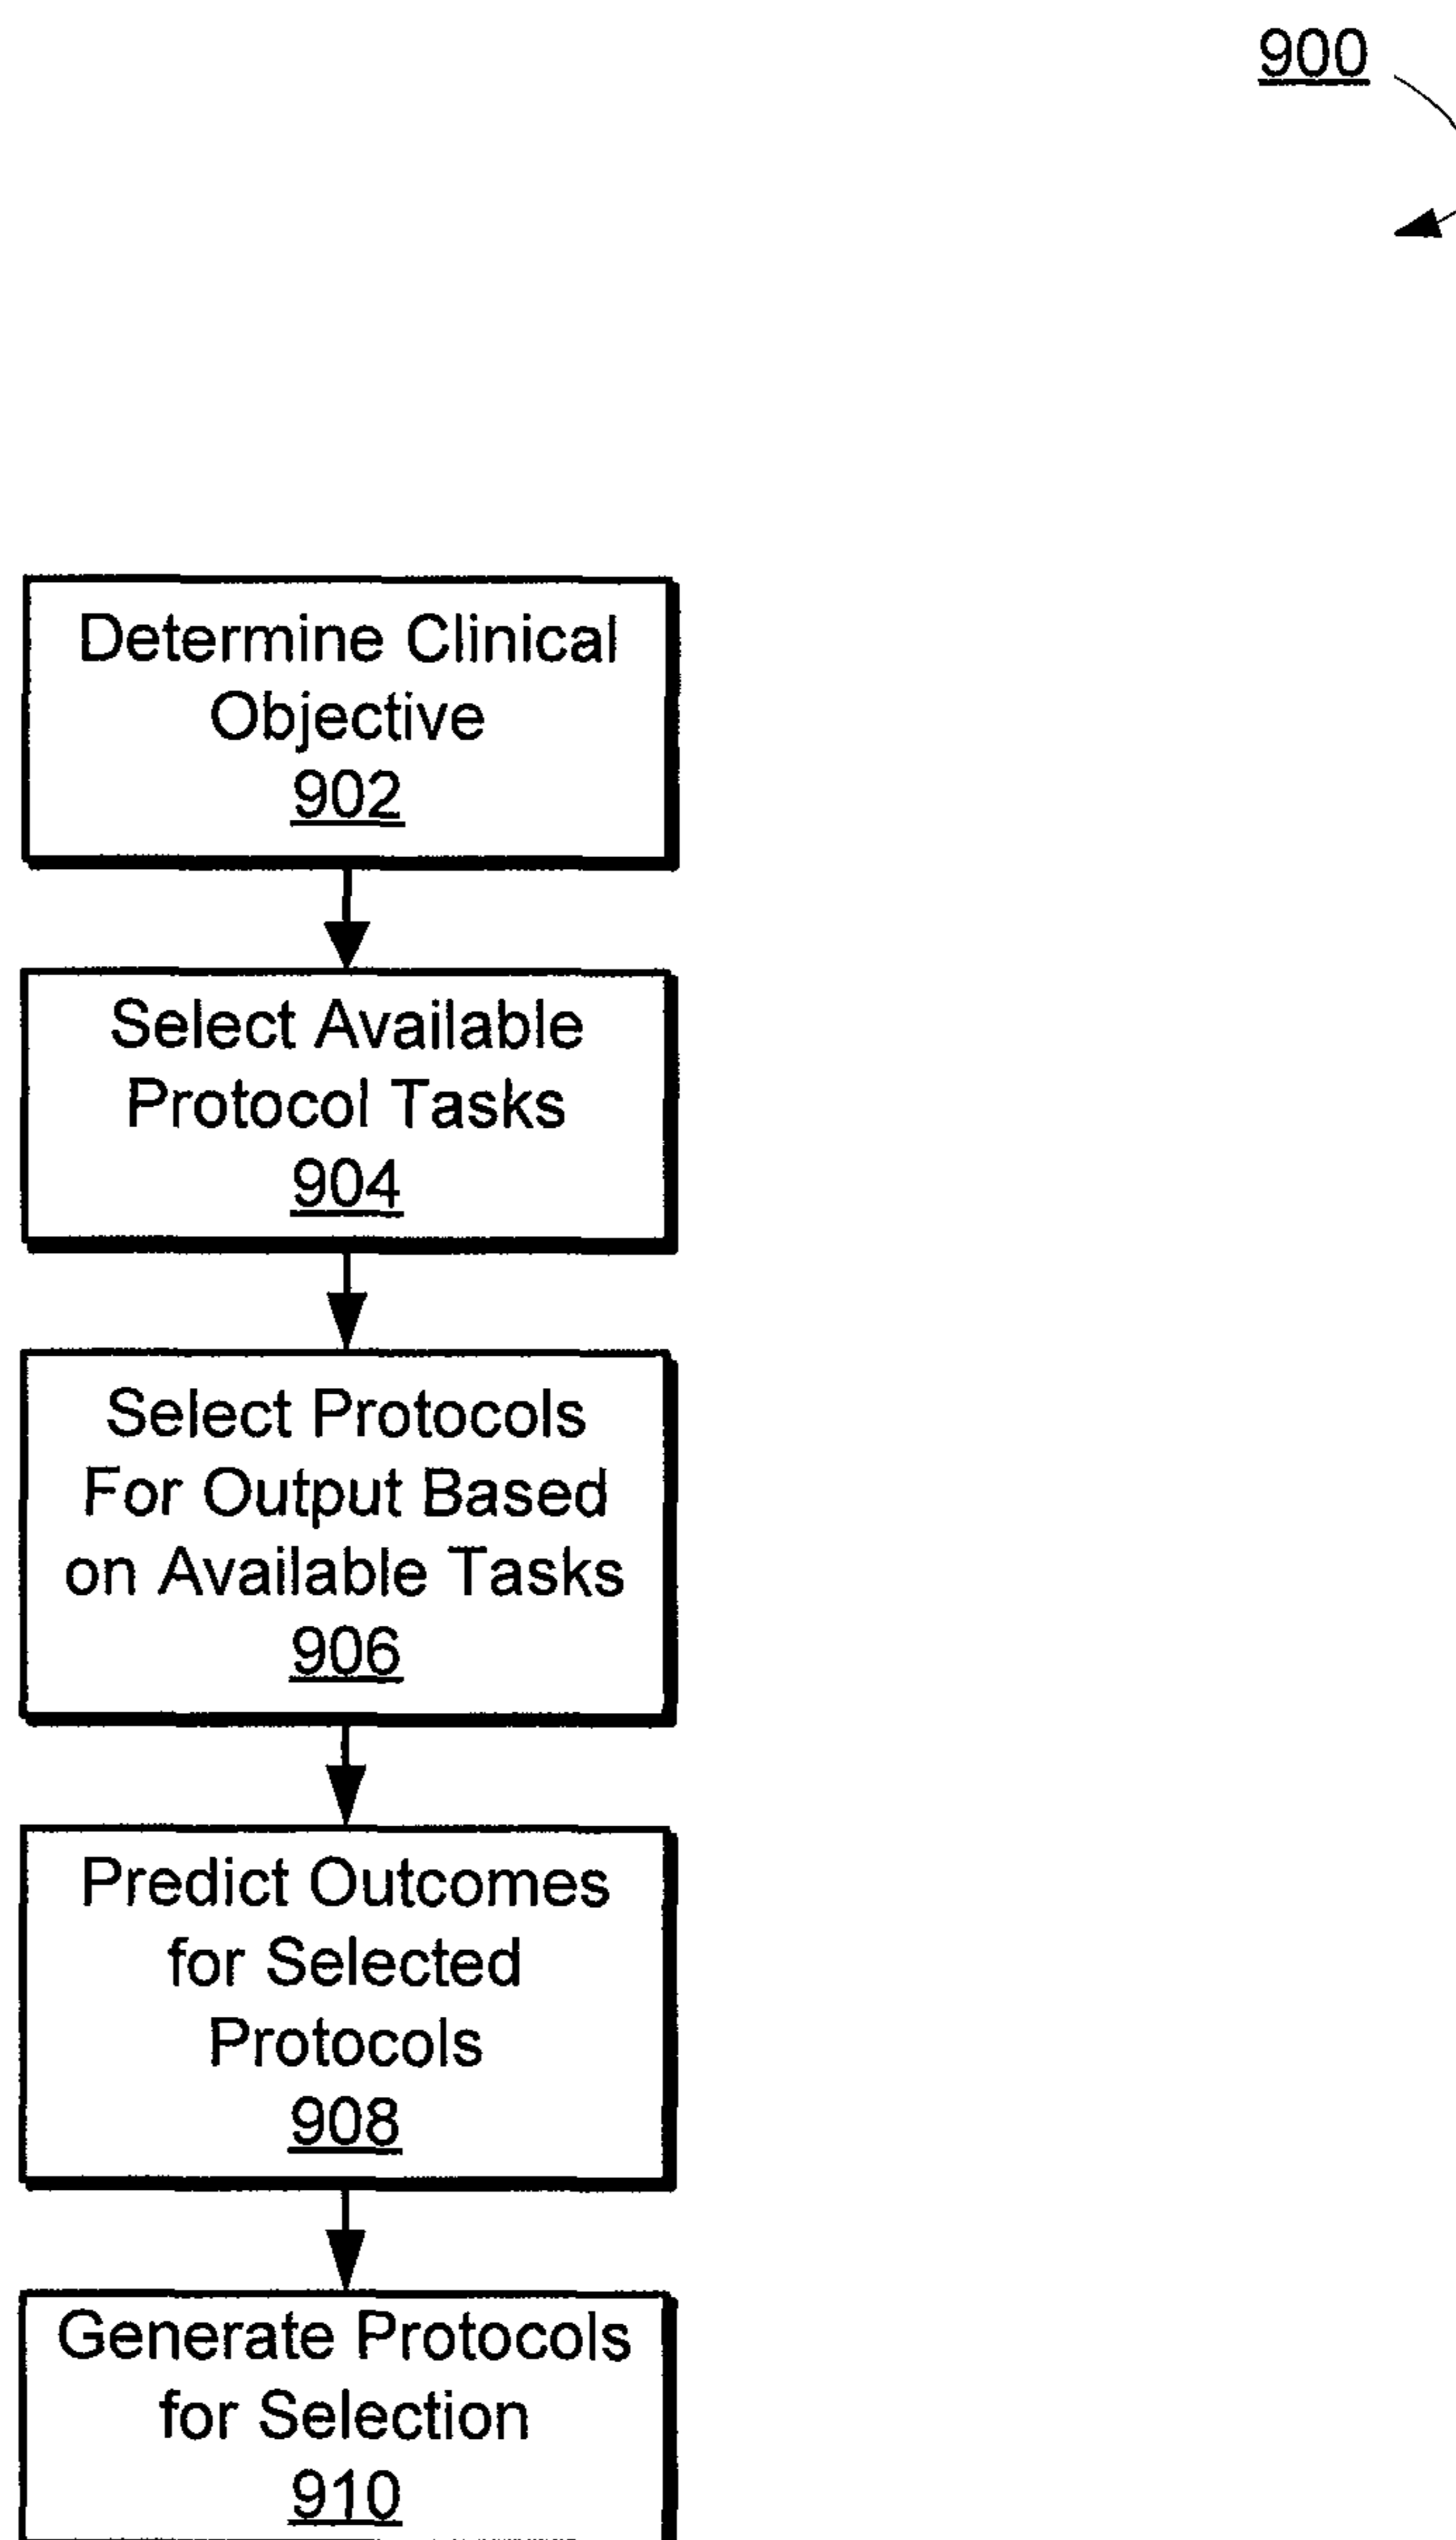 900
Determine Clinical
Objective
902
Select Available
Protocol Tasks
904
Select Protocols
For Output Based
on Available Tasks
906
Predict Outcomes
for Selected
Protocols
908
Generate Protocols
for Selection
910